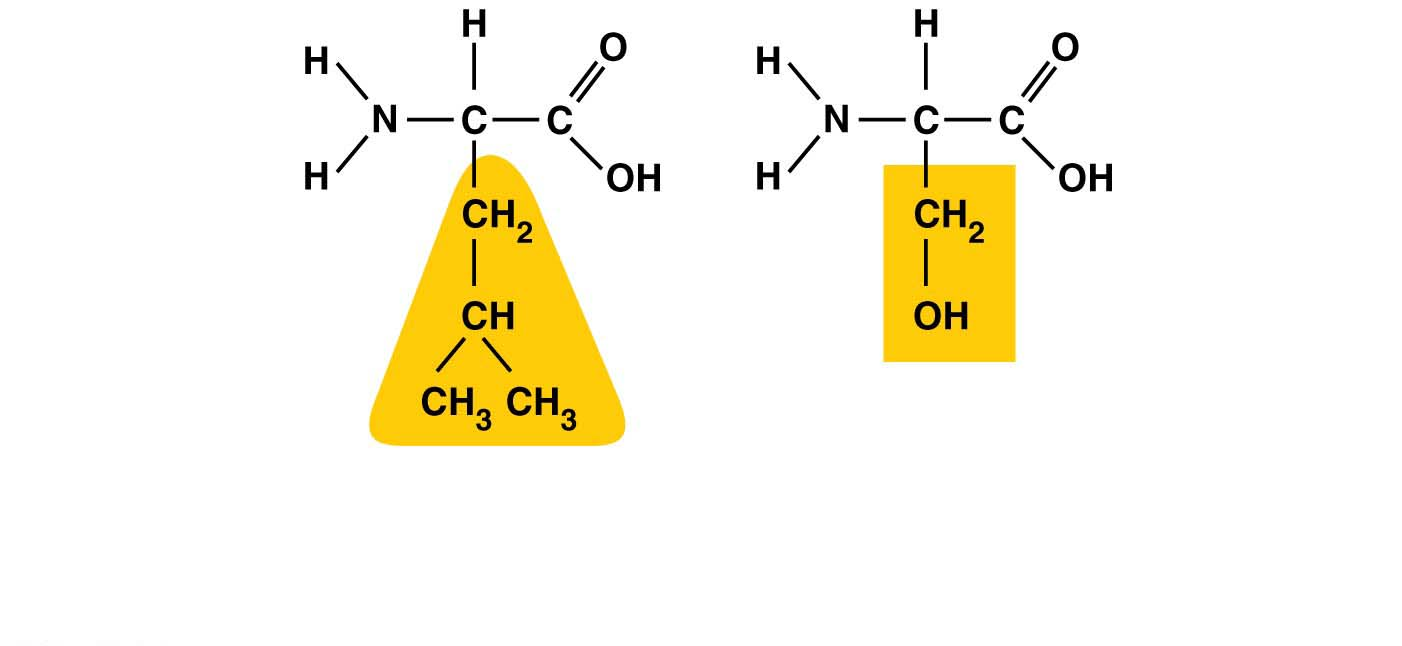 H H
H O H O
N C C N C C
H OH H OH
CH2 CH2
CH OH
CH3 CH3